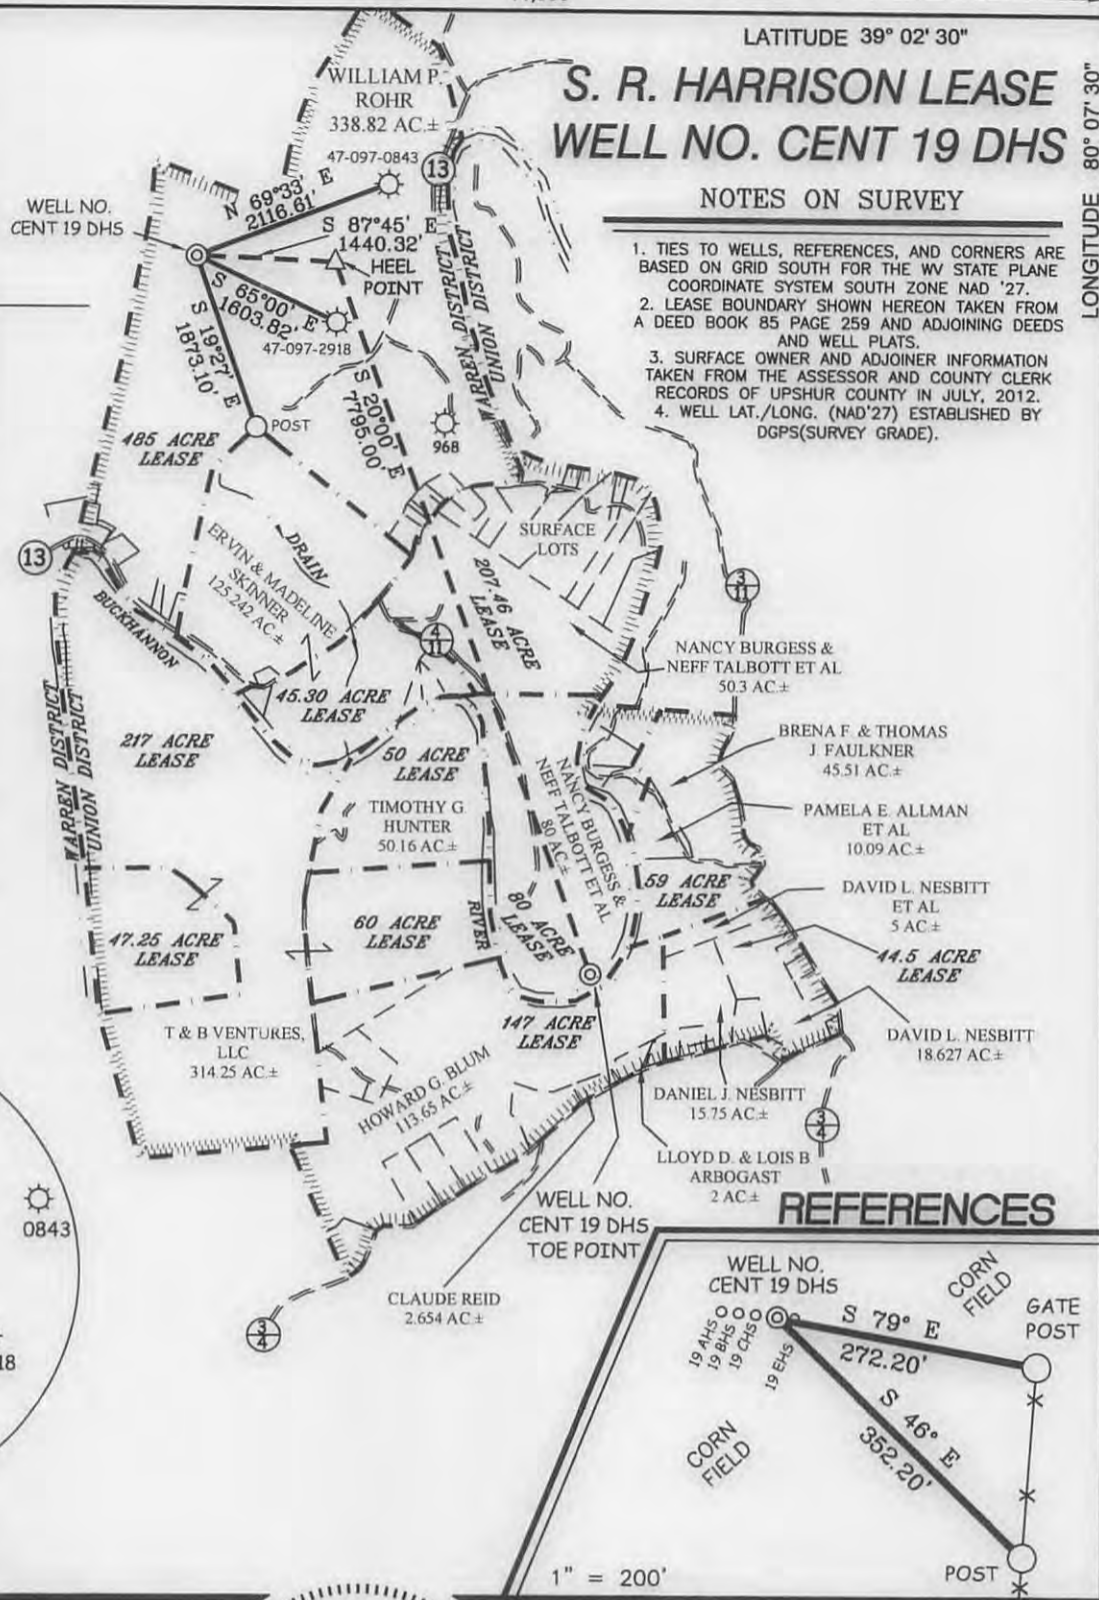 LATITUDE 39° 02' 30"
LONGITUDE 80° 07' 30"
S. R. HARRISON LEASE
WELL NO. CENT 19 DHS
NOTES ON SURVEY
1. TIES TO WELLS, REFERENCES, AND CORNERS ARE
BASED ON GRID SOUTH FOR THE WV STATE PLANE
COORDINATE SYSTEM SOUTH ZONE NAD '27.
2. LEASE BOUNDARY SHOWN HEREON TAKEN FROM
A DEED BOOK 85 PAGE 259 AND ADJOINING DEEDS
AND WELL PLATS.
3. SURFACE OWNER AND ADJOINER INFORMATION
TAKEN FROM THE ASSESSOR AND COUNTY CLERK
RECORDS OF UPSHUR COUNTY IN JULY, 2012.
4. WELL LAT./LONG. (NAD'27) ESTABLISHED BY
DGPS(SURVEY GRADE).
WILLIAM P.
ROHR
338.82 AC.±
47-097-0843
13
WELL NO.
CENT 19 DHS
N 69°33' E
2116.61'
S 87°45' E
1440.32'
HEEL
POINT
S 65°00' E
1603.82'
47-097-2918
S 19°27' E
1873.10'
POST
S 20°00' E
7795.00'
968
WARREN DISTRICT
UNION DISTRICT
485 ACRE
LEASE
SURFACE
LOTS
13
ERVIN & MADELINE
SKINNER
125.242 AC.±
DRAIN
207.46 ACRE
LEASE
3
11
BUCKHANNON
4
11
NANCY BURGESS &
NEFF TALBOTT ET AL
50.3 AC.±
45.30 ACRE
LEASE
WARREN DISTRICT
UNION DISTRICT
217 ACRE
LEASE
50 ACRE
LEASE
BRENA F. & THOMAS
J. FAULKNER
45.51 AC.±
NANCY BURGESS &
NEFF TALBOTT ET AL
80 AC.±
TIMOTHY G.
HUNTER
50.16 AC.±
PAMELA E. ALLMAN
ET AL
10.09 AC.±
59 ACRE
LEASE
DAVID L. NESBITT
ET AL
5 AC.±
47.25 ACRE
LEASE
60 ACRE
LEASE
RIVER
80 ACRE
LEASE
44.5 ACRE
LEASE
T & B VENTURES,
LLC
314.25 AC.±
147 ACRE
LEASE
DAVID L. NESBITT
18.627 AC.±
HOWARD G. BLUM
113.65 AC.±
DANIEL J. NESBITT
15.75 AC.±
3
4
LLOYD D. & LOIS B.
ARBOGAST
2 AC.±
WELL NO.
CENT 19 DHS
TOE POINT
CLAUDE REID
2.654 AC.±
3
4
0843
18
REFERENCES
WELL NO.
CENT 19 DHS
CORN
FIELD
GATE
POST
19 AHS
19 BHS
19 CHS
19 EHS
S 79° E
272.20'
S 46° E
352.20'
CORN
FIELD
POST
1" = 200'